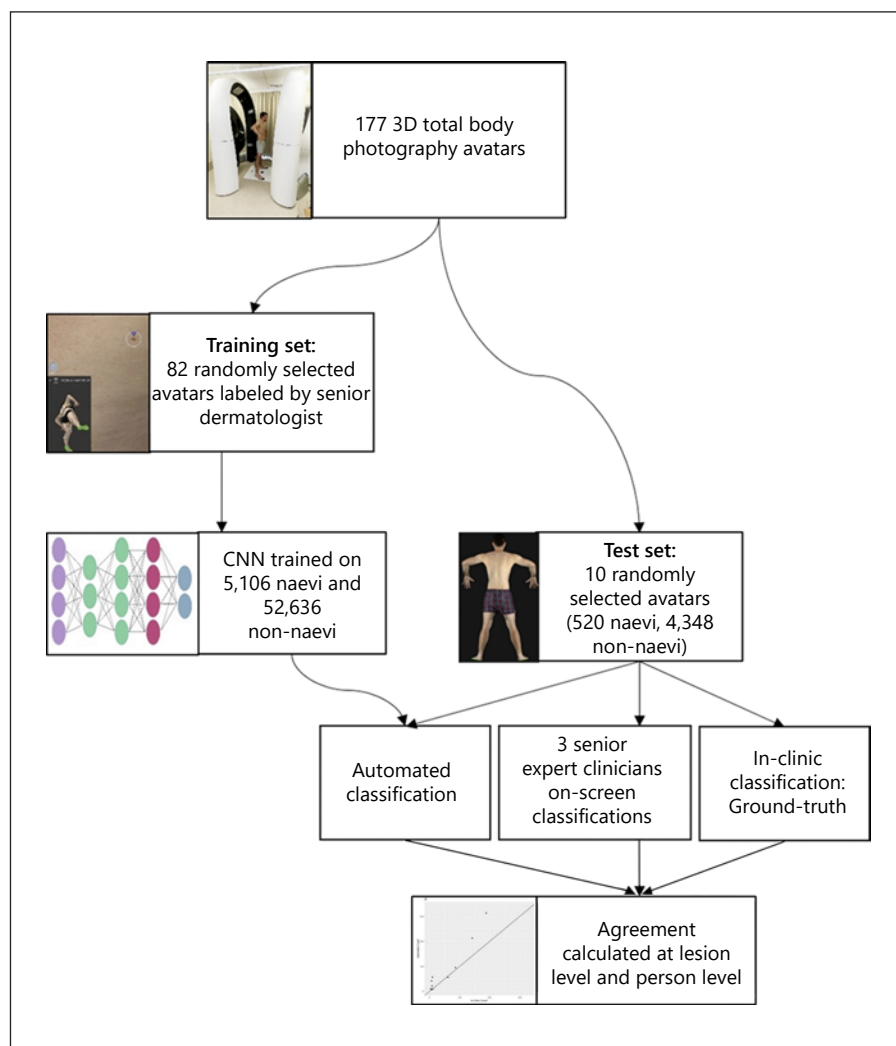 177 3D total body
photography avatars
Training set:
82 randomly selected
avatars labeled by senior
dermatologist
CNN trained on
5,106 naevi and
52,636
non-naevi
Test set:
10 randomly
selected avatars
(520 naevi, 4,348
non-naevi)
Automated
classification
3 senior
expert clinicians
on-screen
classifications
In-clinic
classification:
Ground-truth
Agreement
calculated at lesion
level and person level